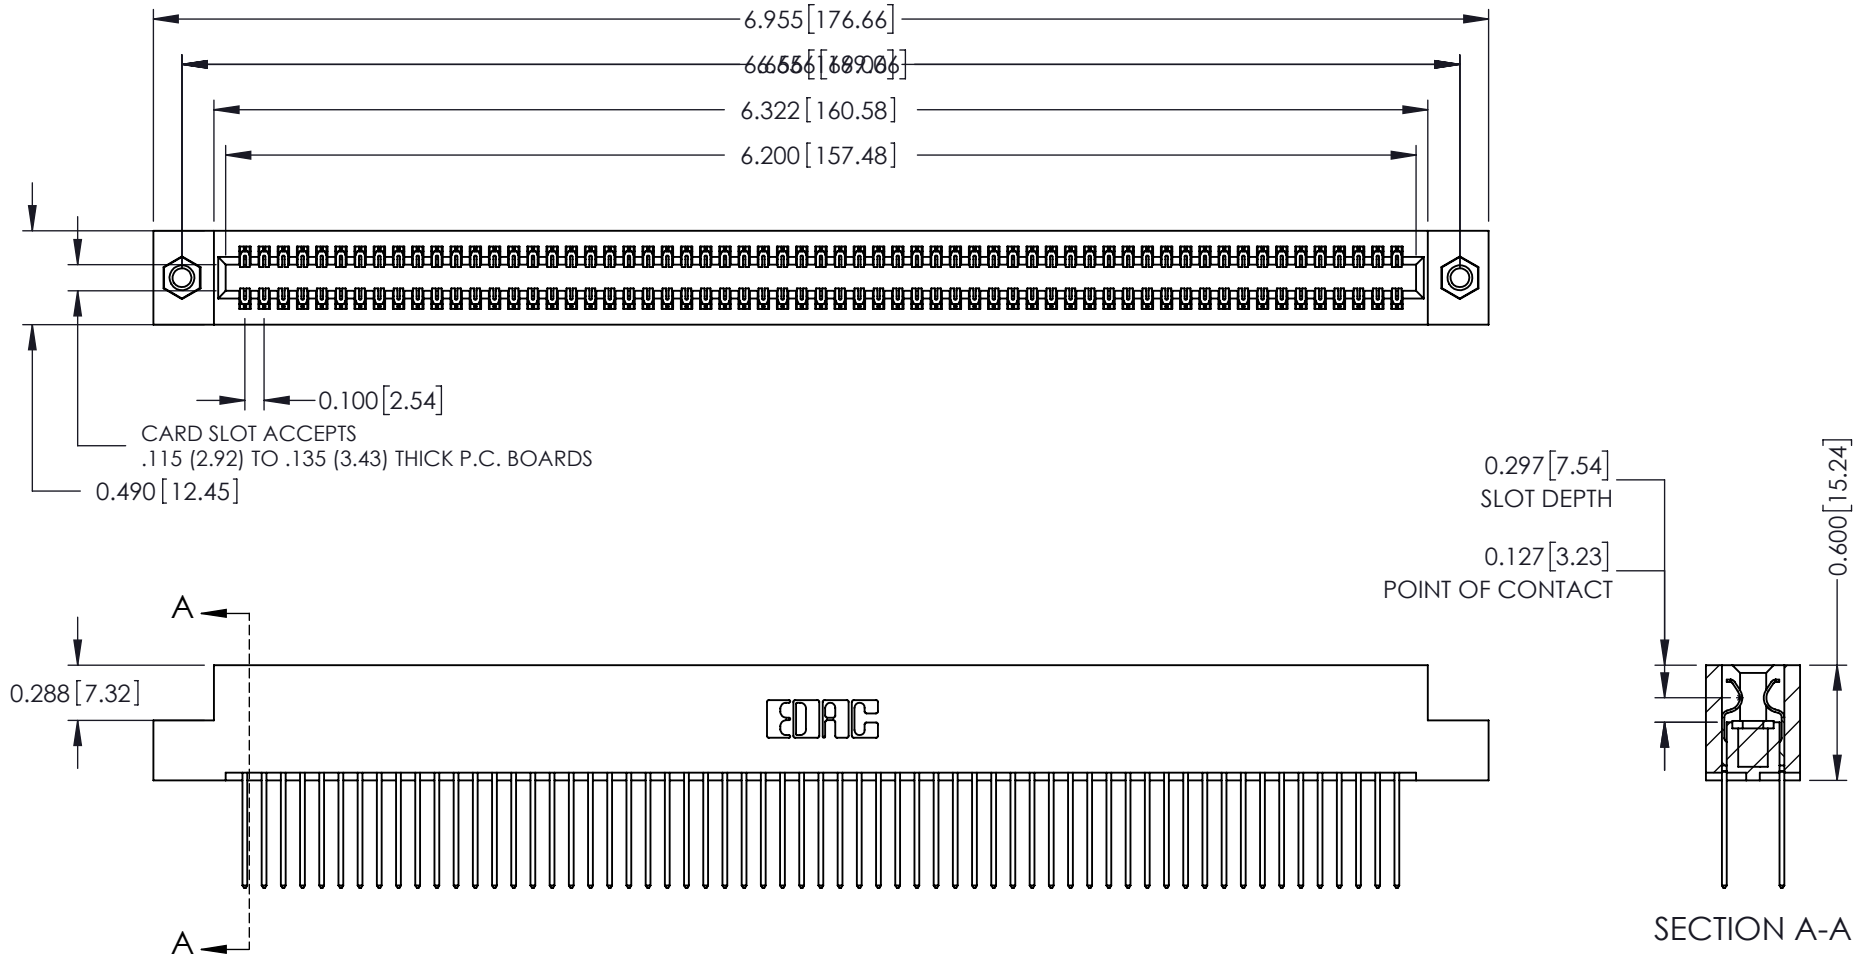 6.955[176.66]
6.322[160.58]
6.200[157.48]
0.100[2.54]
CARD SLOT ACCEPTS
.115 (2.92) TO .135 (3.43) THICK P.C. BOARDS
0.490[12.45]
0.297[7.54]
SLOT DEPTH
0.127[3.23]
POINT OF CONTACT
0.600[15.24]
A
0.288[7.32]
EDAC
A
SECTION A-A